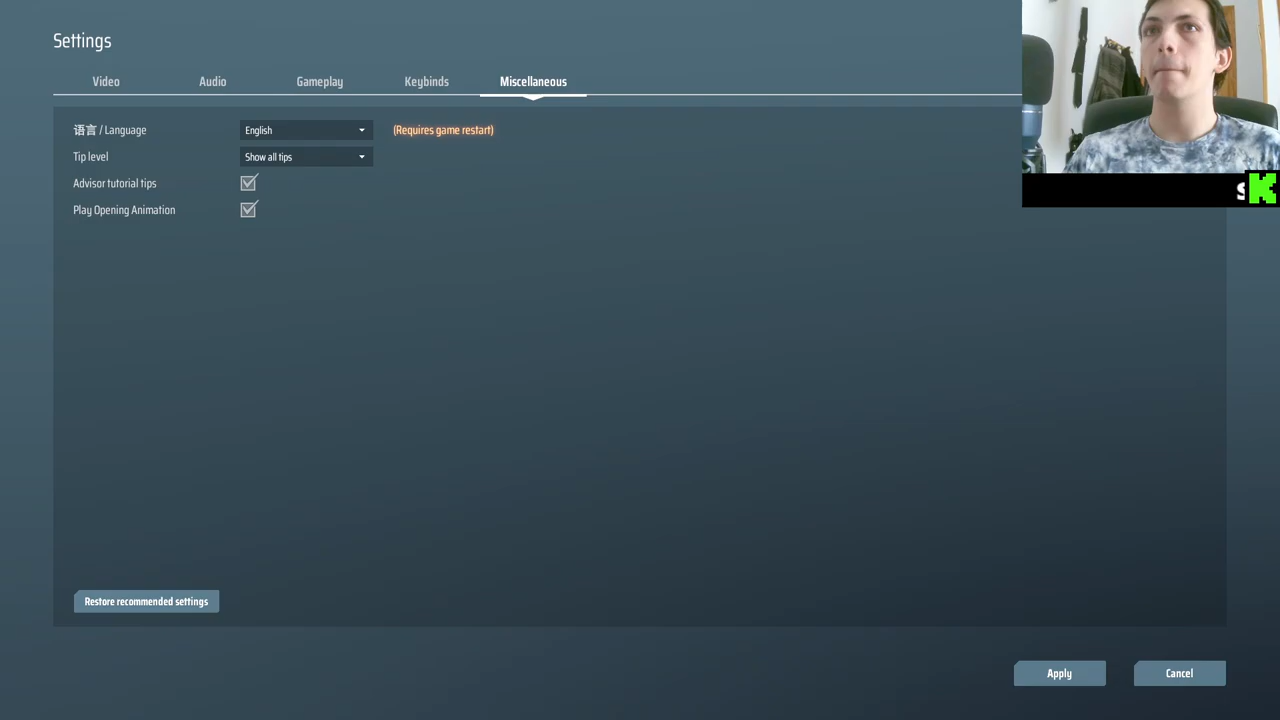 Settings
Video
Audio
Gameplay
Keybinds
Miscellaneous
语言 / Language
English
(Requires game restart)
Tip level
Show all tips
Advisor tutorial tips
Play Opening Animation
Restore recommended settings
Apply
Cancel